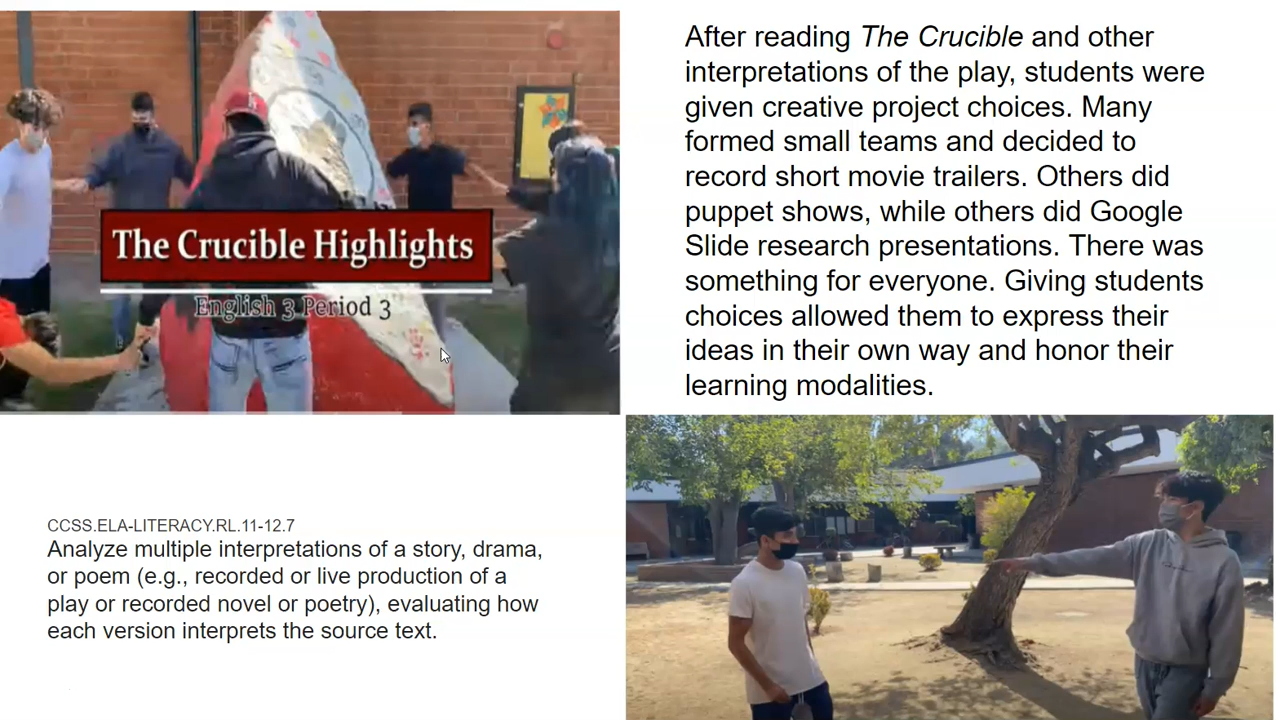 The Crucible Highlights
English 3 Period 3
After reading The Crucible and other
interpretations of the play, students were
given creative project choices. Many
formed small teams and decided to
record short movie trailers. Others did
puppet shows, while others did Google
Slide research presentations. There was
something for everyone. Giving students
choices allowed them to express their
ideas in their own way and honor their
learning modalities.
CCSS.ELA-LITERACY.RL.11-12.7
Analyze multiple interpretations of a story, drama,
or poem (e.g., recorded or live production of a
play or recorded novel or poetry), evaluating how
each version interprets the source text.